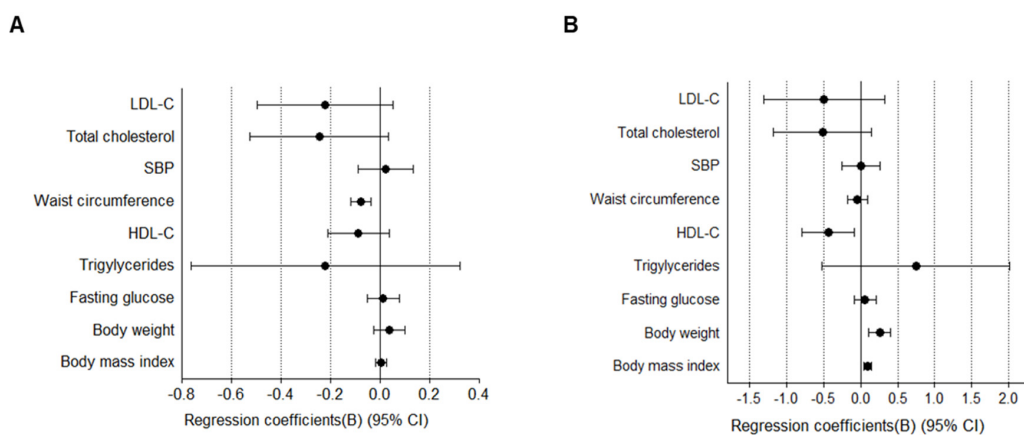 A
LDL-C
Total cholesterol
SBP
Waist circumference
HDL-C
Trigylycerides
Fasting glucose
Body weight
Body mass index
-0.8 -0.6 -0.4 -0.2 0.0 0.2 0.4
Regression coefficients(B) (95% CI)
B
LDL-C
Total cholesterol
SBP
Waist circumference
HDL-C
Trigylycerides
Fasting glucose
Body weight
Body mass index
-1.5 -1.0 -0.5 0.0 0.5 1.0 1.5 2.0
Regression coefficients(B) (95% CI)